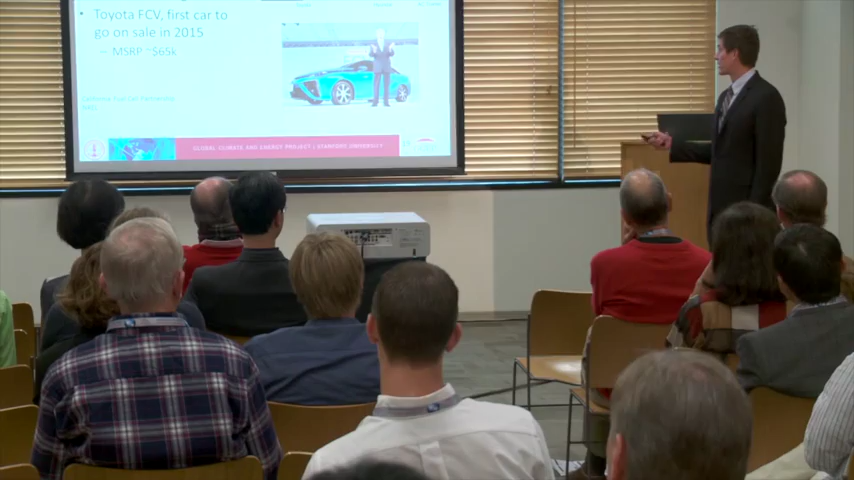 • Toyota FCV, first car to
go on sale in 2015
– MSRP ~$65k
GLOBAL CLIMATE AND ENERGY PROJECT | STANFORD UNIVERSITY